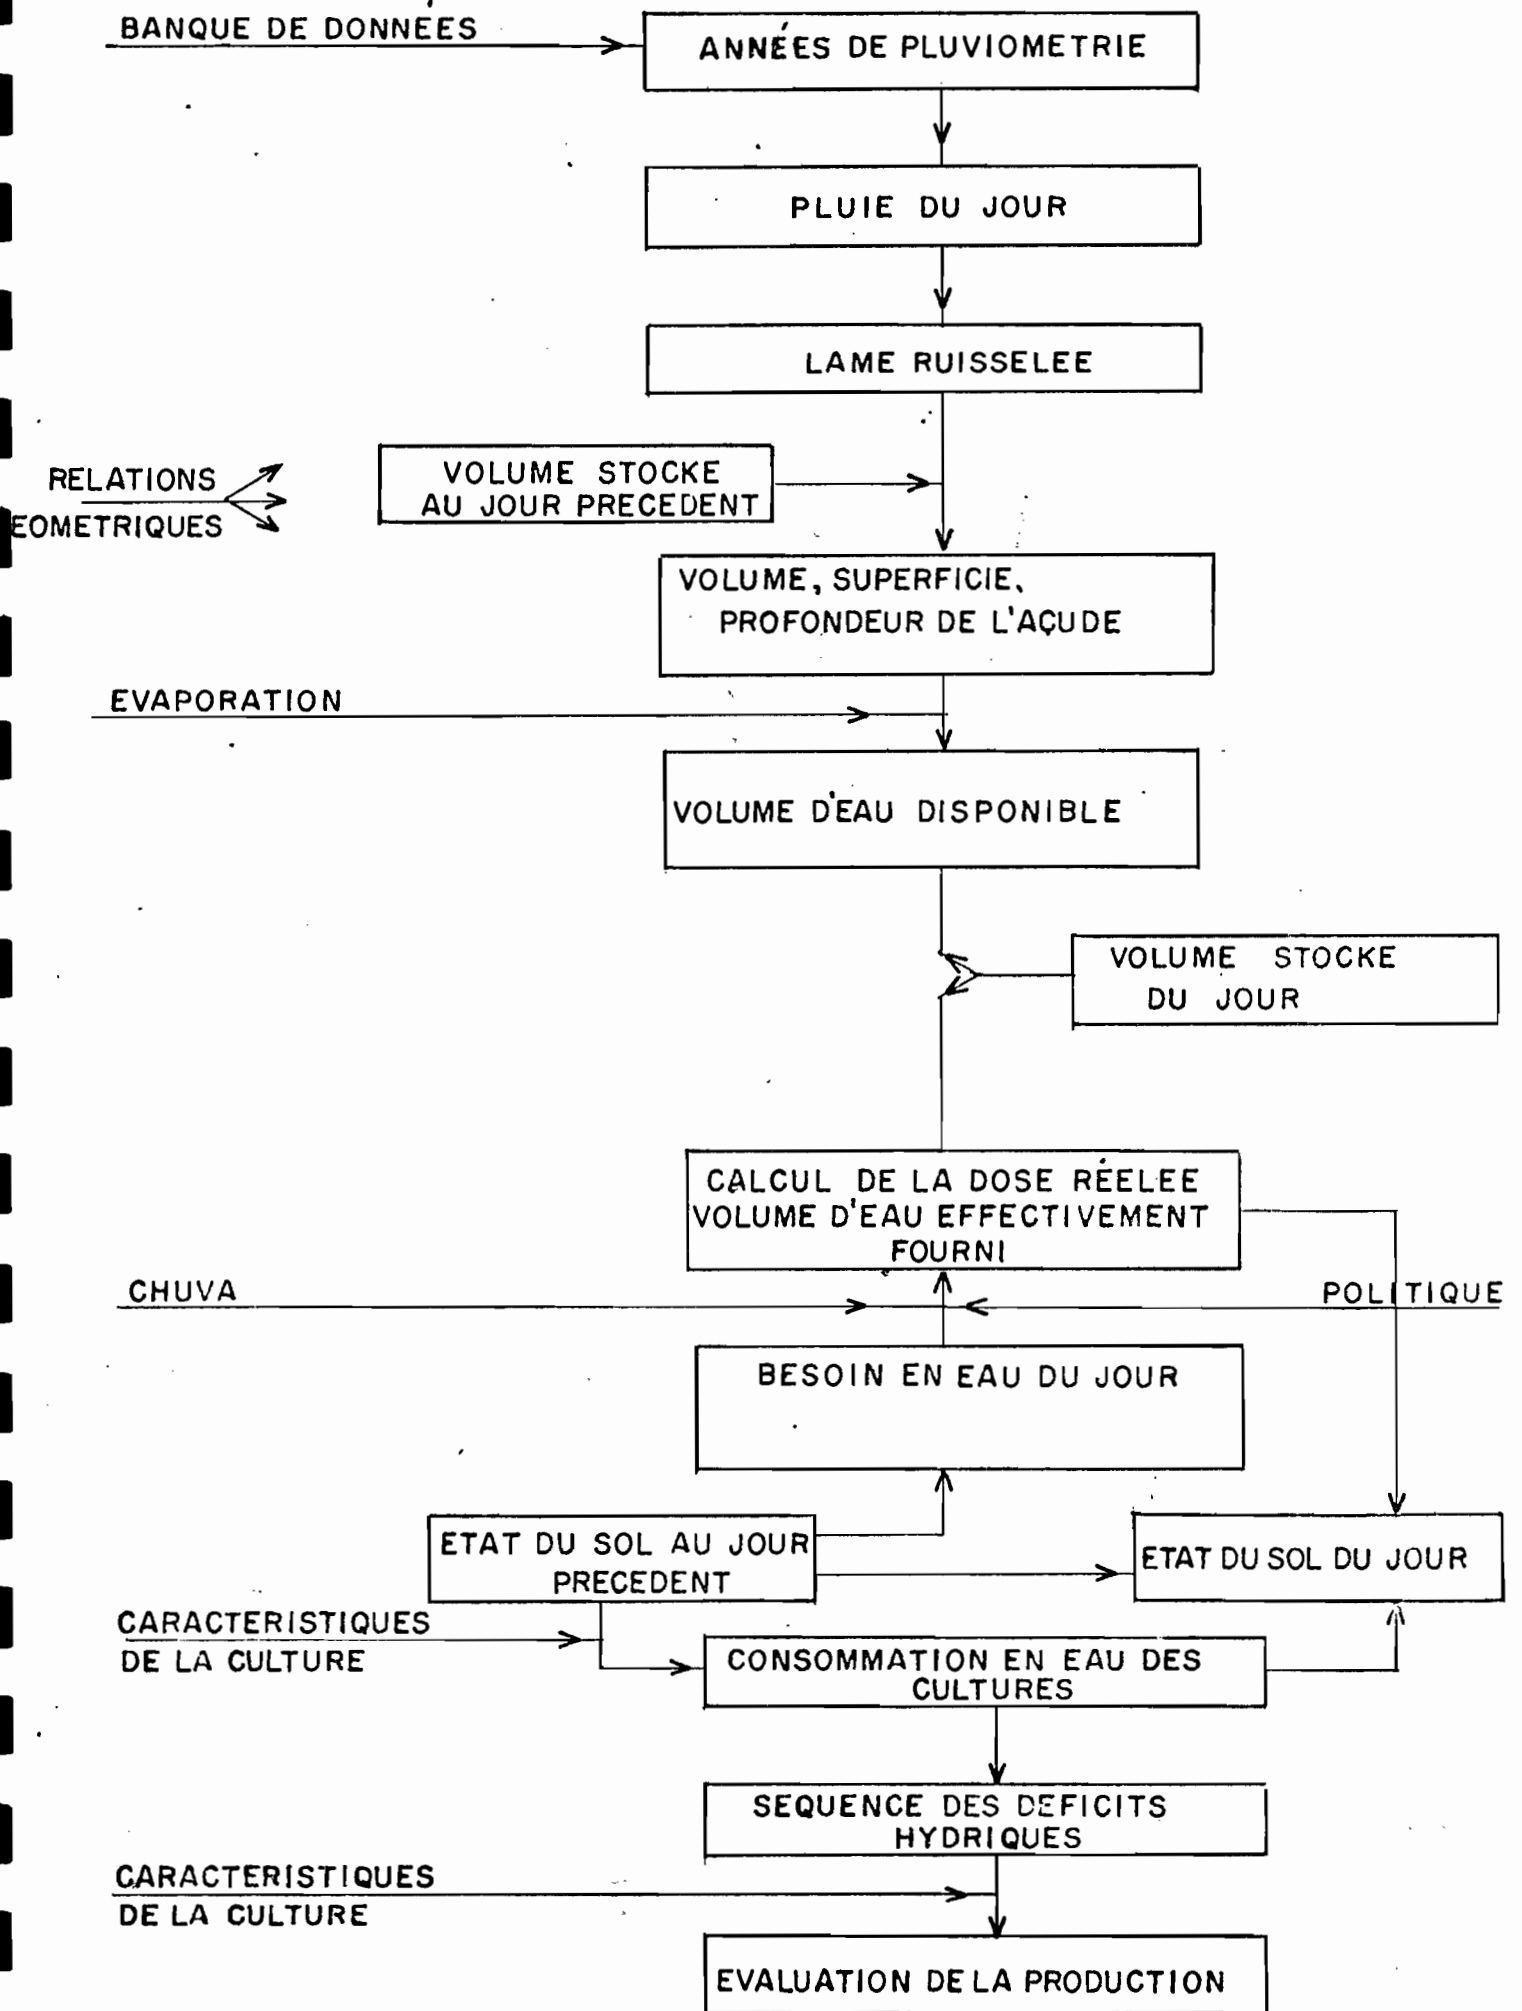 BANQUE DE DONNÉES
ANNÉES DE PLUVIOMETRIE
PLUIE DU JOUR
LAME RUISSELEE
RELATIONS
EOMETRIQUES
VOLUME STOCKE
AU JOUR PRECEDENT
VOLUME, SUPERFICIE,
PROFONDEUR DE L'AÇUDE
EVAPORATION
VOLUME D'EAU DISPONIBLE
VOLUME STOCKE
DU JOUR
CALCUL DE LA DOSE RÉELEE
VOLUME D'EAU EFFECTIVEMENT
FOURNI
CHUVA
POLITIQUE
BESOIN EN EAU DU JOUR
ETAT DU SOL AU JOUR
PRECEDENT
ETAT DU SOL DU JOUR
CARACTERISTIQUES
DE LA CULTURE
CONSOMMATION EN EAU DES
CULTURES
SEQUENCE DES DEFICITS
HYDRIQUES
CARACTERISTIQUES
DE LA CULTURE
EVALUATION DE LA PRODUCTION